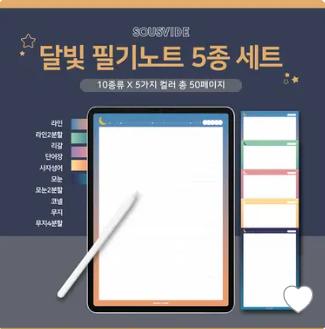 SOUSVIDE
달빛 필기노트 5종 세트
10종류 X 5가지 컬러 총 50페이지
라인
라인2분할
리갈
단어장
사자성어
모눈
모눈2분할
코넬
무지
무지4분할